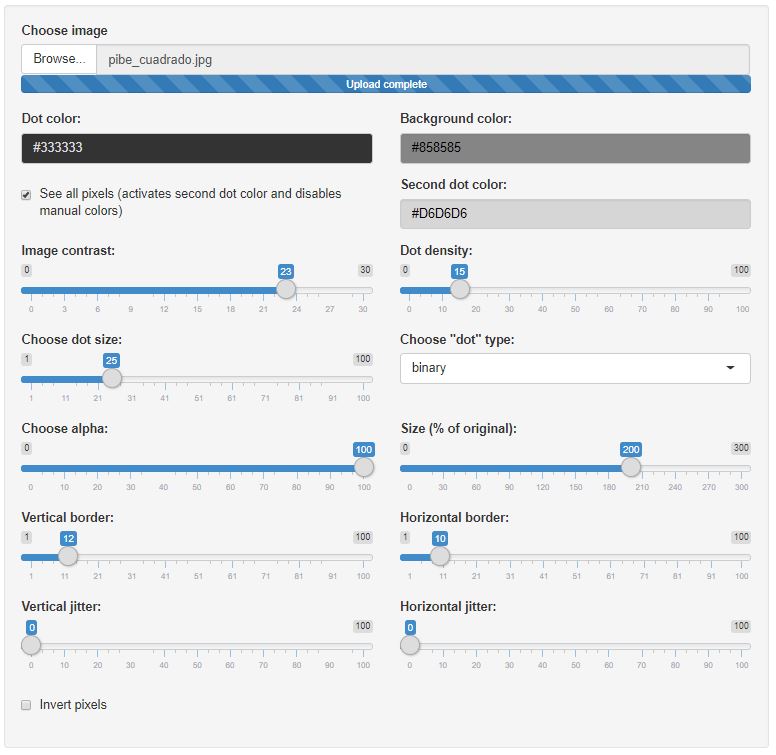 Choose image
Browse... pibe_cuadrado.jpg
Upload complete
Dot color: Background color:
#333333 #858585
See all pixels (activates second dot color and disables
manual colors)
Second dot color:
#D6D6D6
Image contrast: Dot density:
0 23 30 0 15 100
0 3 6 9 12 15 18 21 24 27 30 0 10 20 30 40 50 60 70 80 90 100
Choose dot size: Choose "dot" type:
1 25 100 binary
1 11 21 31 41 51 61 71 81 91 100
Choose alpha: Size (% of original):
0 100 0 200 300
0 10 20 30 40 50 60 70 80 90 100 0 30 60 90 120 150 180 210 240 270 300
Vertical border: Horizontal border:
1 12 100 1 10 100
1 11 21 31 41 51 61 71 81 91 100 1 11 21 31 41 51 61 71 81 91 100
Vertical jitter: Horizontal jitter:
0 100 0 100
0 10 20 30 40 50 60 70 80 90 100 0 10 20 30 40 50 60 70 80 90 100
Invert pixels